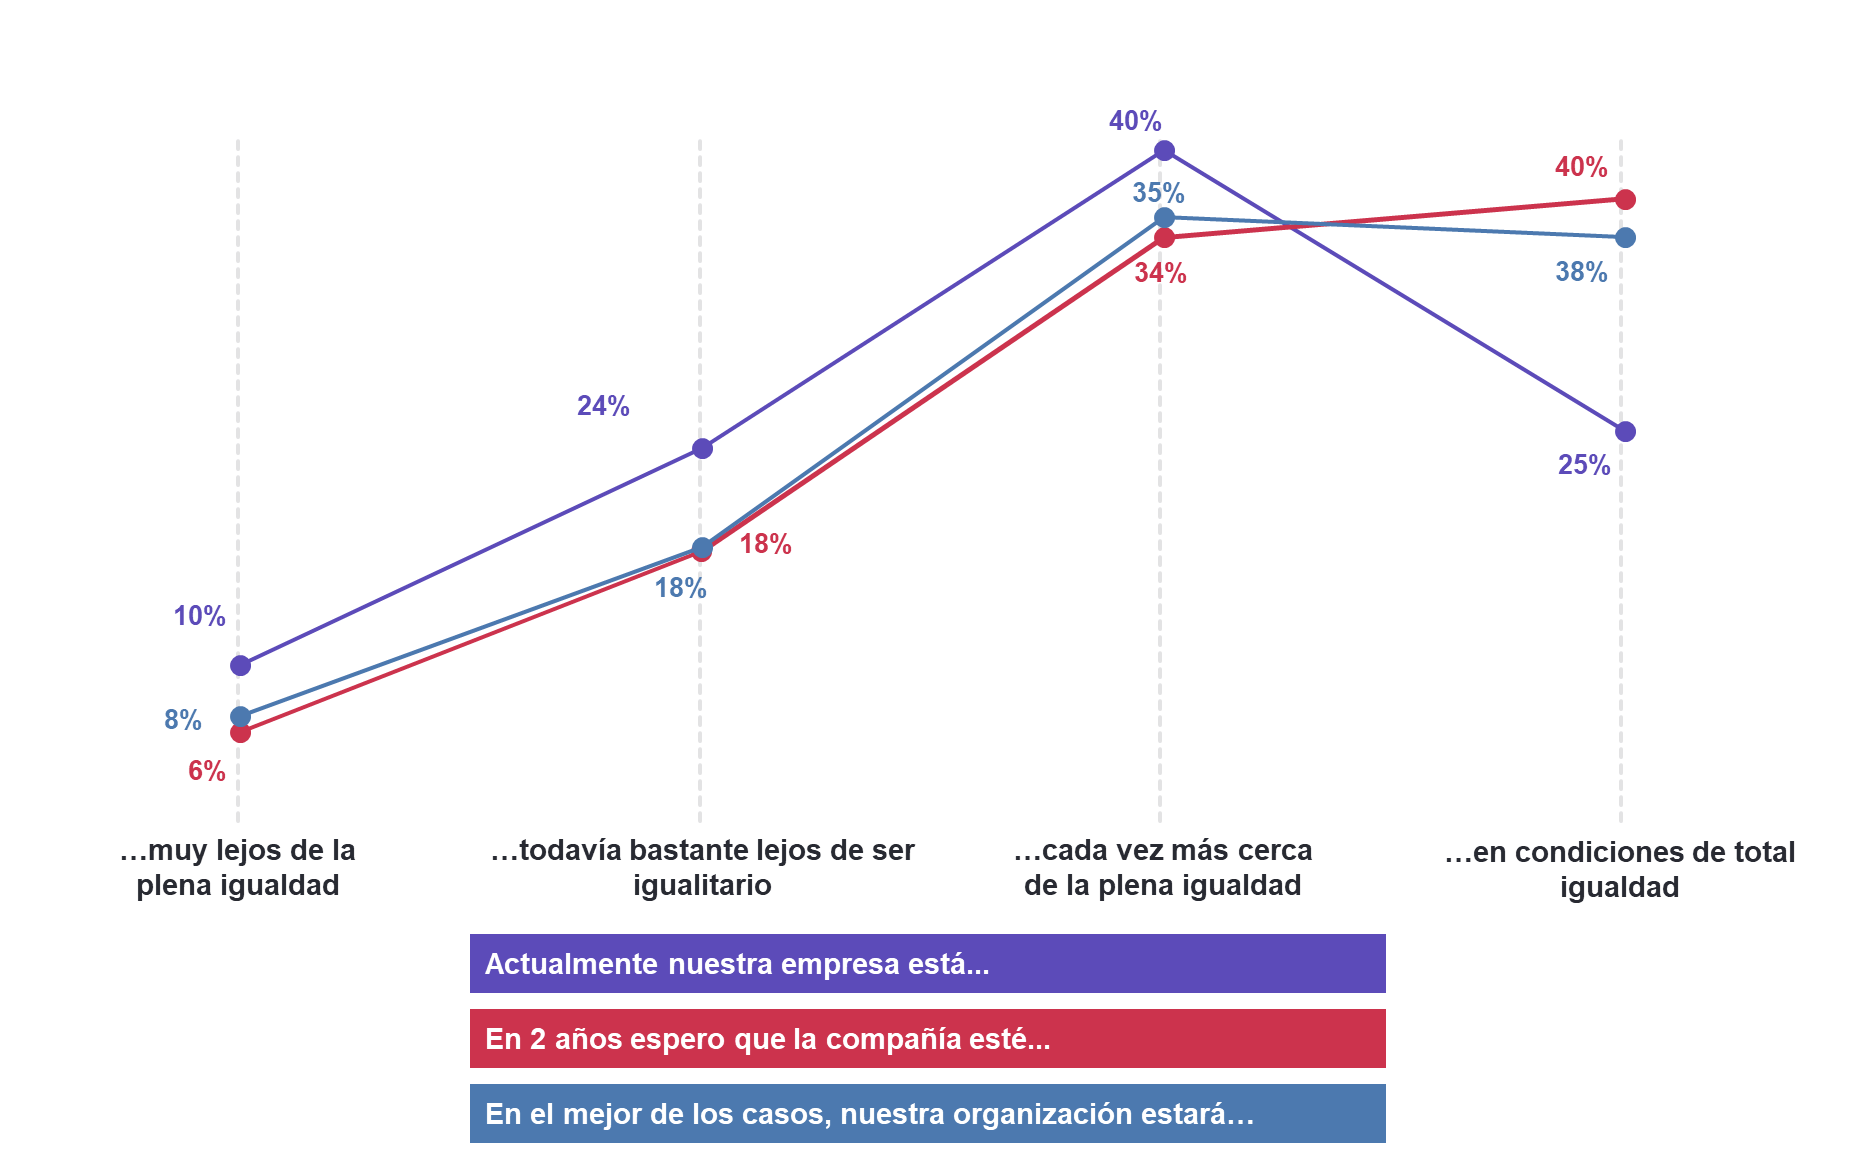 40%
40%
35%
34%
38%
24%
25%
18%
18%
10%
8%
6%
…muy lejos de la
plena igualdad
…todavía bastante lejos de ser
igualitario
…cada vez más cerca
de la plena igualdad
…en condiciones de total
igualdad
Actualmente nuestra empresa está...
En 2 años espero que la compañía esté...
En el mejor de los casos, nuestra organización estará…